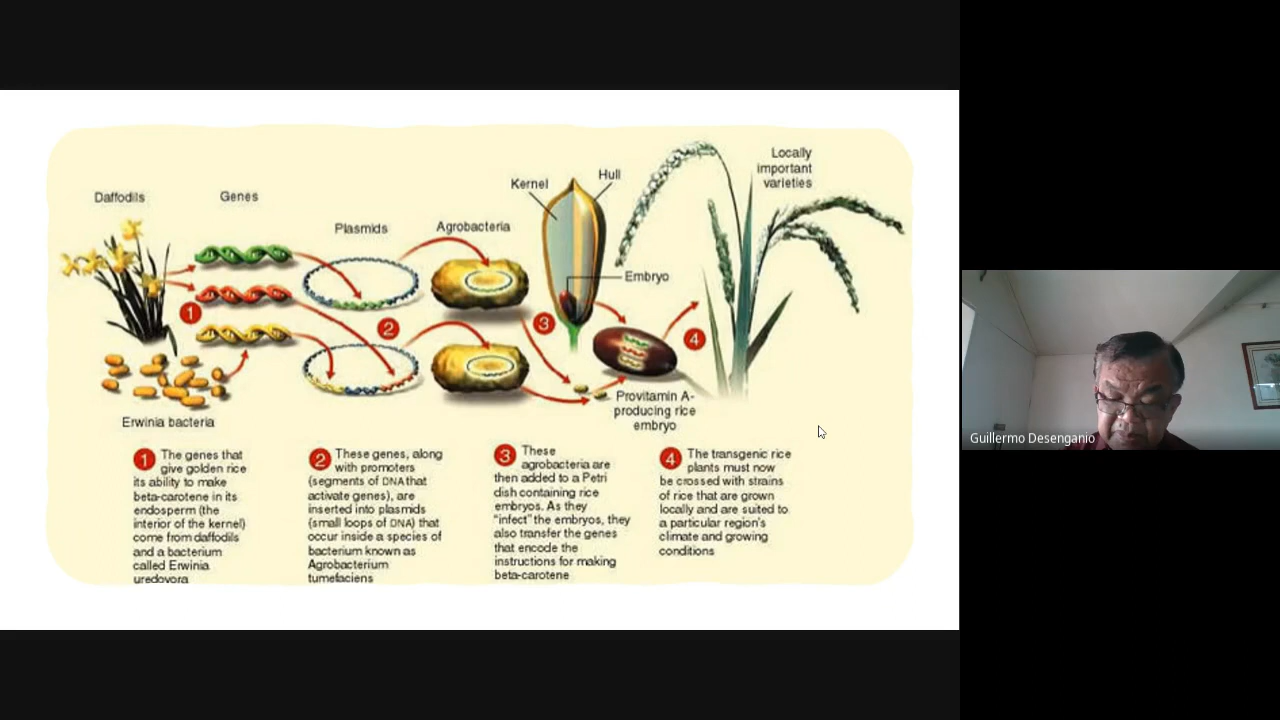 Daffodils
Genes
Plasmids
Agrobacteria
Kernel
Hull
Locally
important
varieties
Embryo
1
2
3
4
Erwinia bacteria
Provitamin A-
producing rice
embryo
1 The genes that
give golden rice
its ability to make
beta-carotene in its
endosperm (the
interior of the kernel)
come from daffodils
and a bacterium
called Erwinia
uredovora
2 These genes, along
with promoters
(segments of DNA that
activate genes), are
inserted into plasmids
(small loops of DNA) that
occur inside a species of
bacterium known as
Agrobacterium
tumefaciens
3 These
agrobacteria are
then added to a Petri
dish containing rice
embryos. As they
"infect" the embryos, they
also transfer the genes
that encode the
instructions for making
beta-carotene
4 The transgenic rice
plants must now
be crossed with strains
of rice that are grown
locally and are suited to
a particular region's
climate and growing
conditions
Guillermo Desenganio